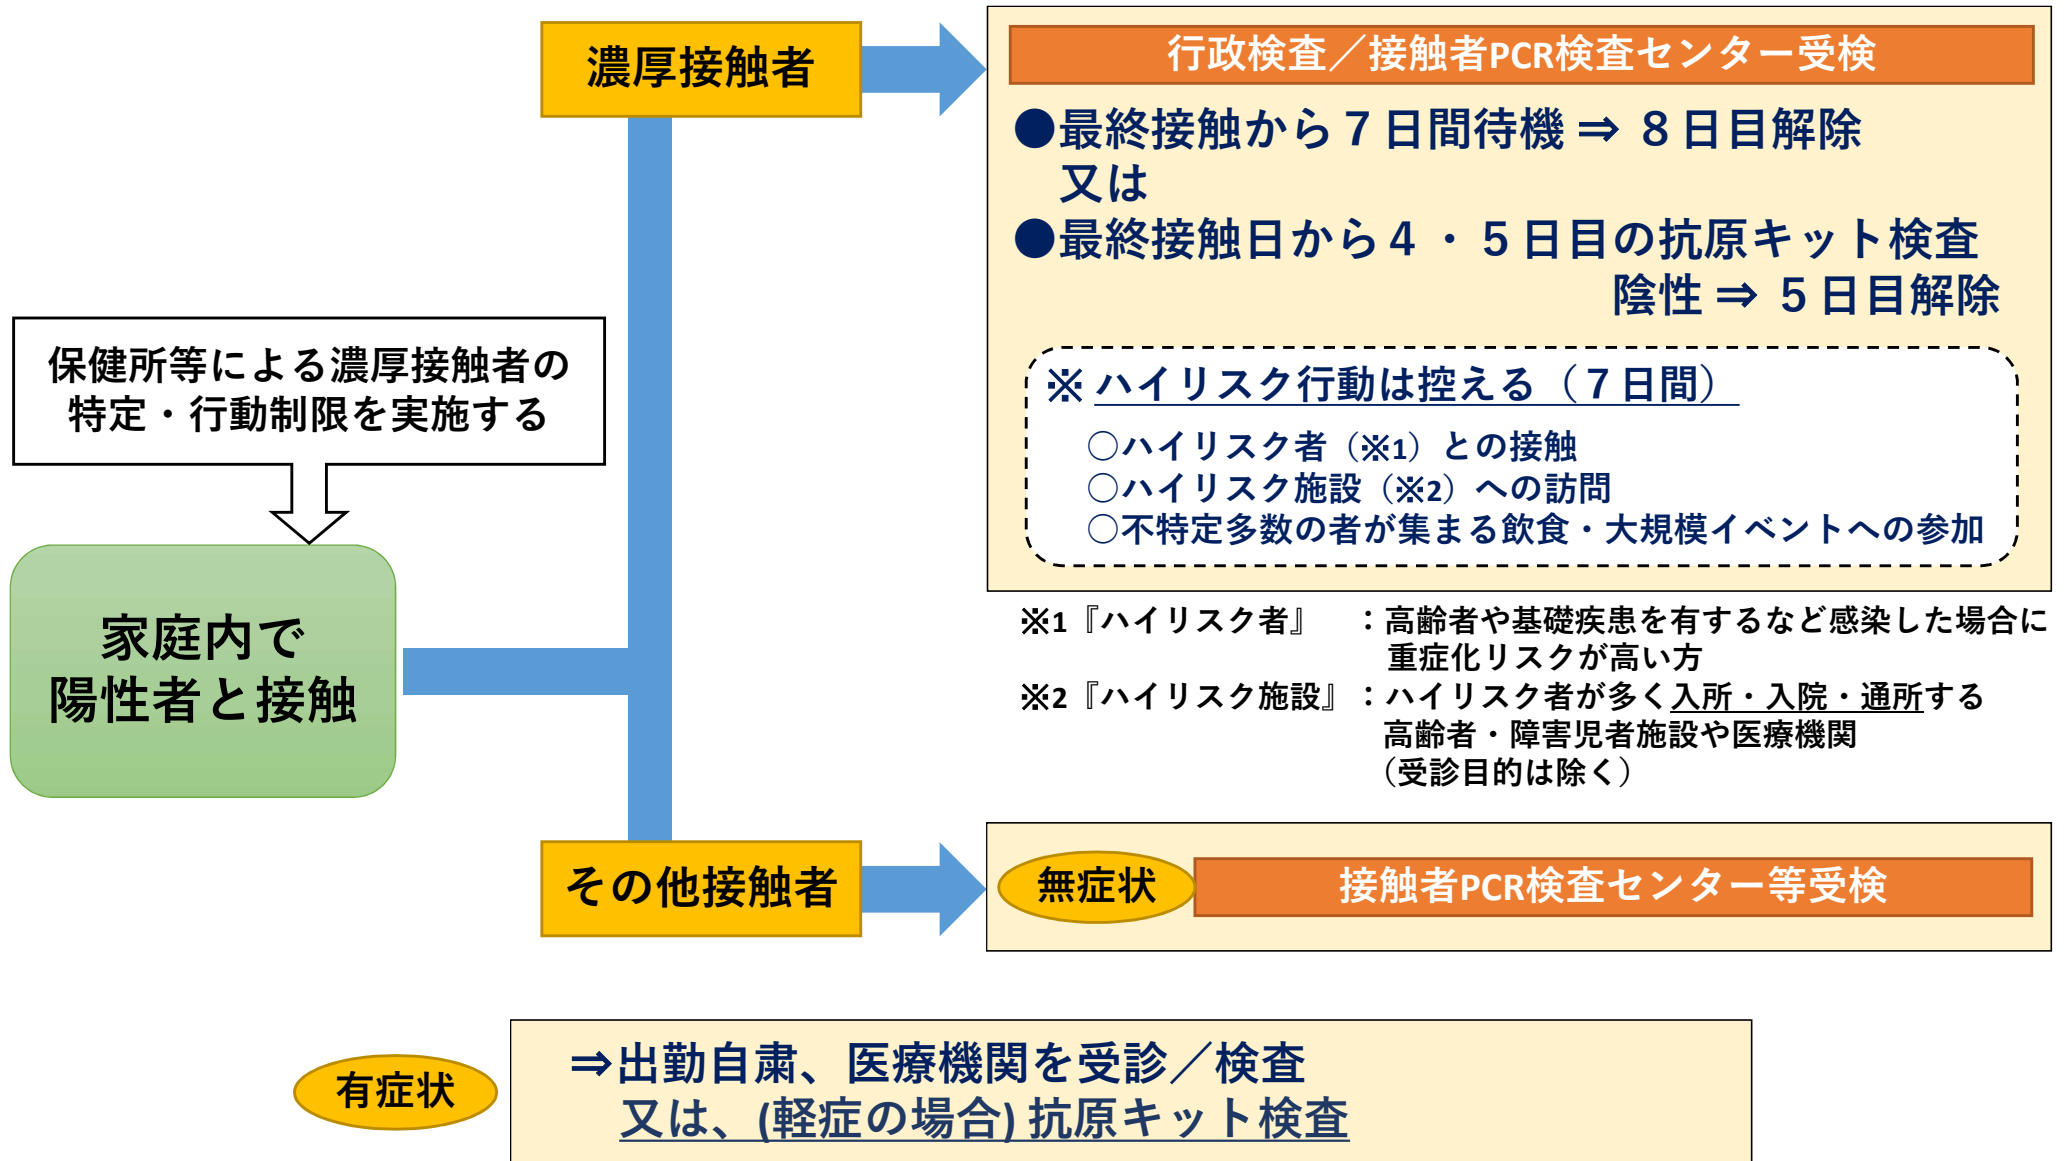 濃厚接触者
行政検査／接触者PCR検査センター受検
●最終接触から７日間待機 ⇒ ８日目解除
又は
●最終接触日から４・５日目の抗原キット検査
陰性 ⇒ ５日目解除
※ ハイリスク行動は控える（７日間）
○ハイリスク者（※1）との接触
○ハイリスク施設（※2）への訪問
○不特定多数の者が集まる飲食・大規模イベントへの参加
保健所等による濃厚接触者の
特定・行動制限を実施する
家庭内で
陽性者と接触
※1『ハイリスク者』　：高齢者や基礎疾患を有するなど感染した場合に
重症化リスクが高い方
※2『ハイリスク施設』：ハイリスク者が多く入所・入院・通所する
高齢者・障害児者施設や医療機関
（受診目的は除く）
その他接触者
無症状
接触者PCR検査センター等受検
有症状
⇒出勤自粛、医療機関を受診／検査
又は、(軽症の場合) 抗原キット検査